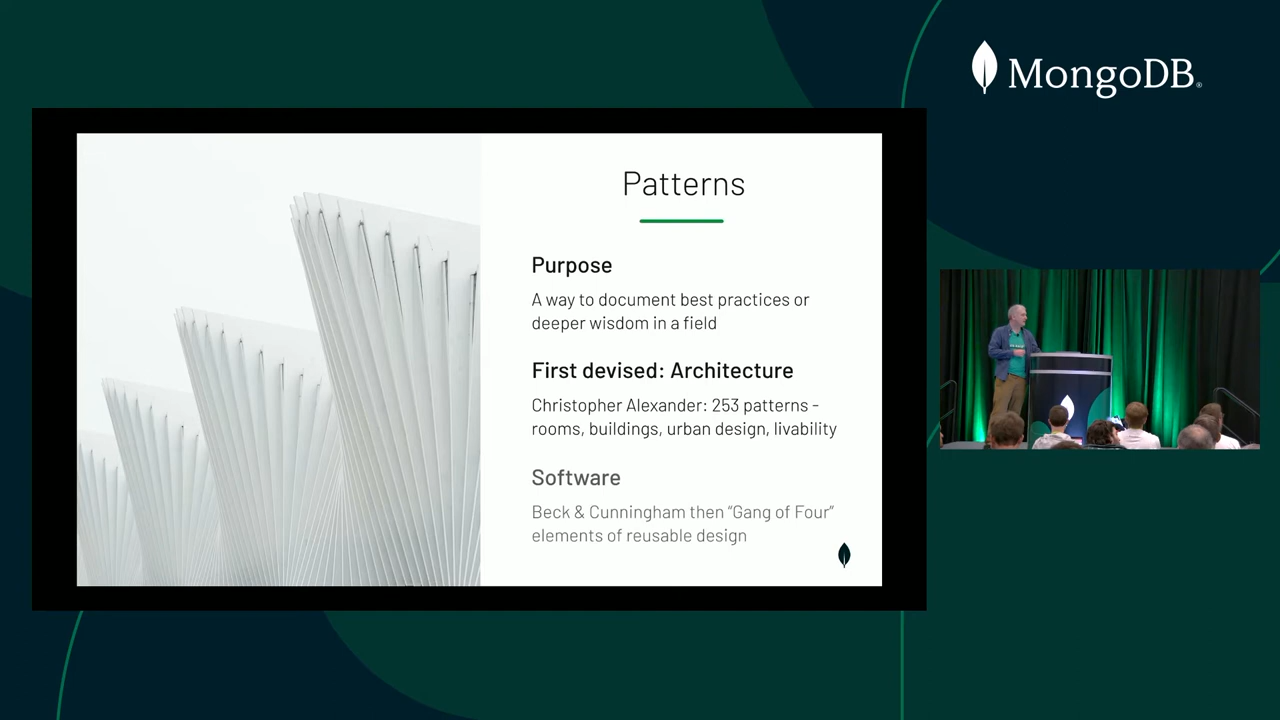 MongoDB®
Patterns
Purpose
A way to document best practices or
deeper wisdom in a field
First devised: Architecture
Christopher Alexander: 253 patterns -
rooms, buildings, urban design, livability
Software
Beck & Cunningham then “Gang of Four”
elements of reusable design